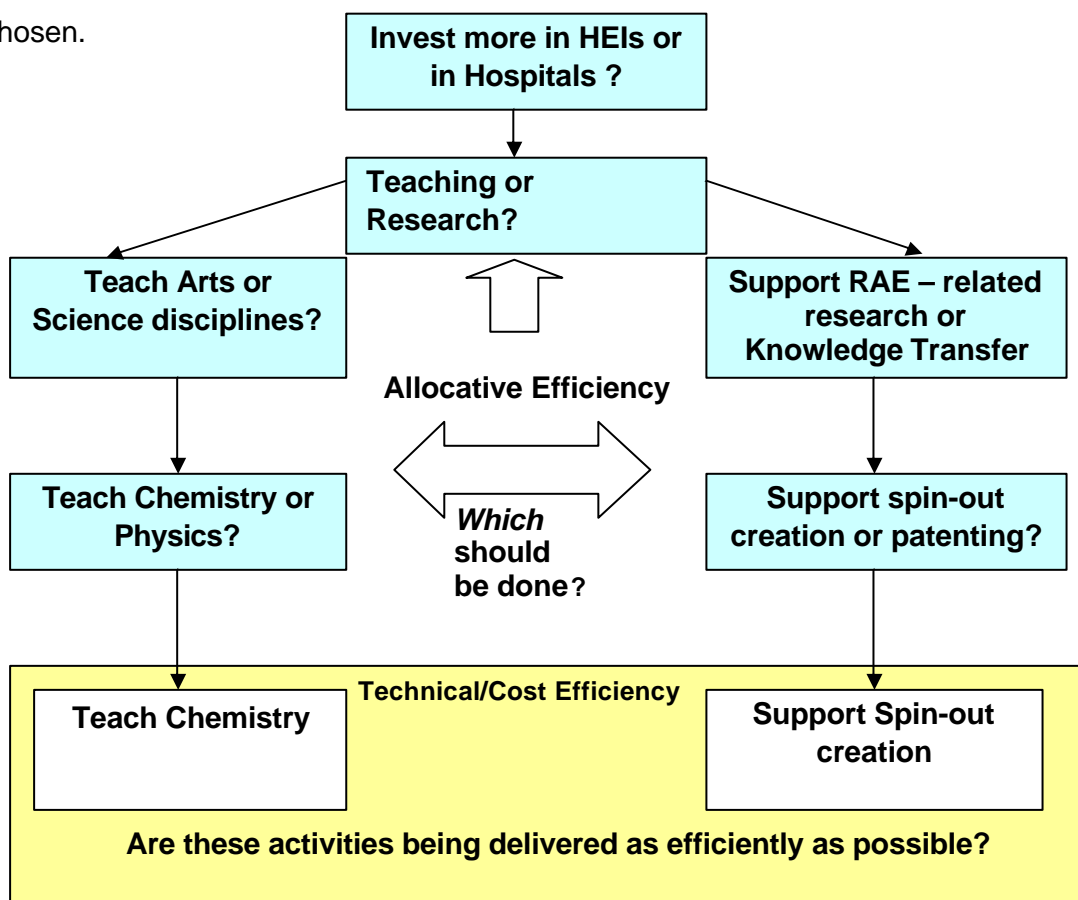 hosen.
Invest more in HEIs or
in Hospitals ?
Teaching or
Research?
Teach Arts or
Science disciplines?
Support RAE – related
research or
Knowledge Transfer
Allocative Efficiency
Teach Chemistry or
Physics?
Which
should
be done?
Support spin-out
creation or patenting?
Technical/Cost Efficiency
Teach Chemistry
Support Spin-out
creation
Are these activities being delivered as efficiently as possible?